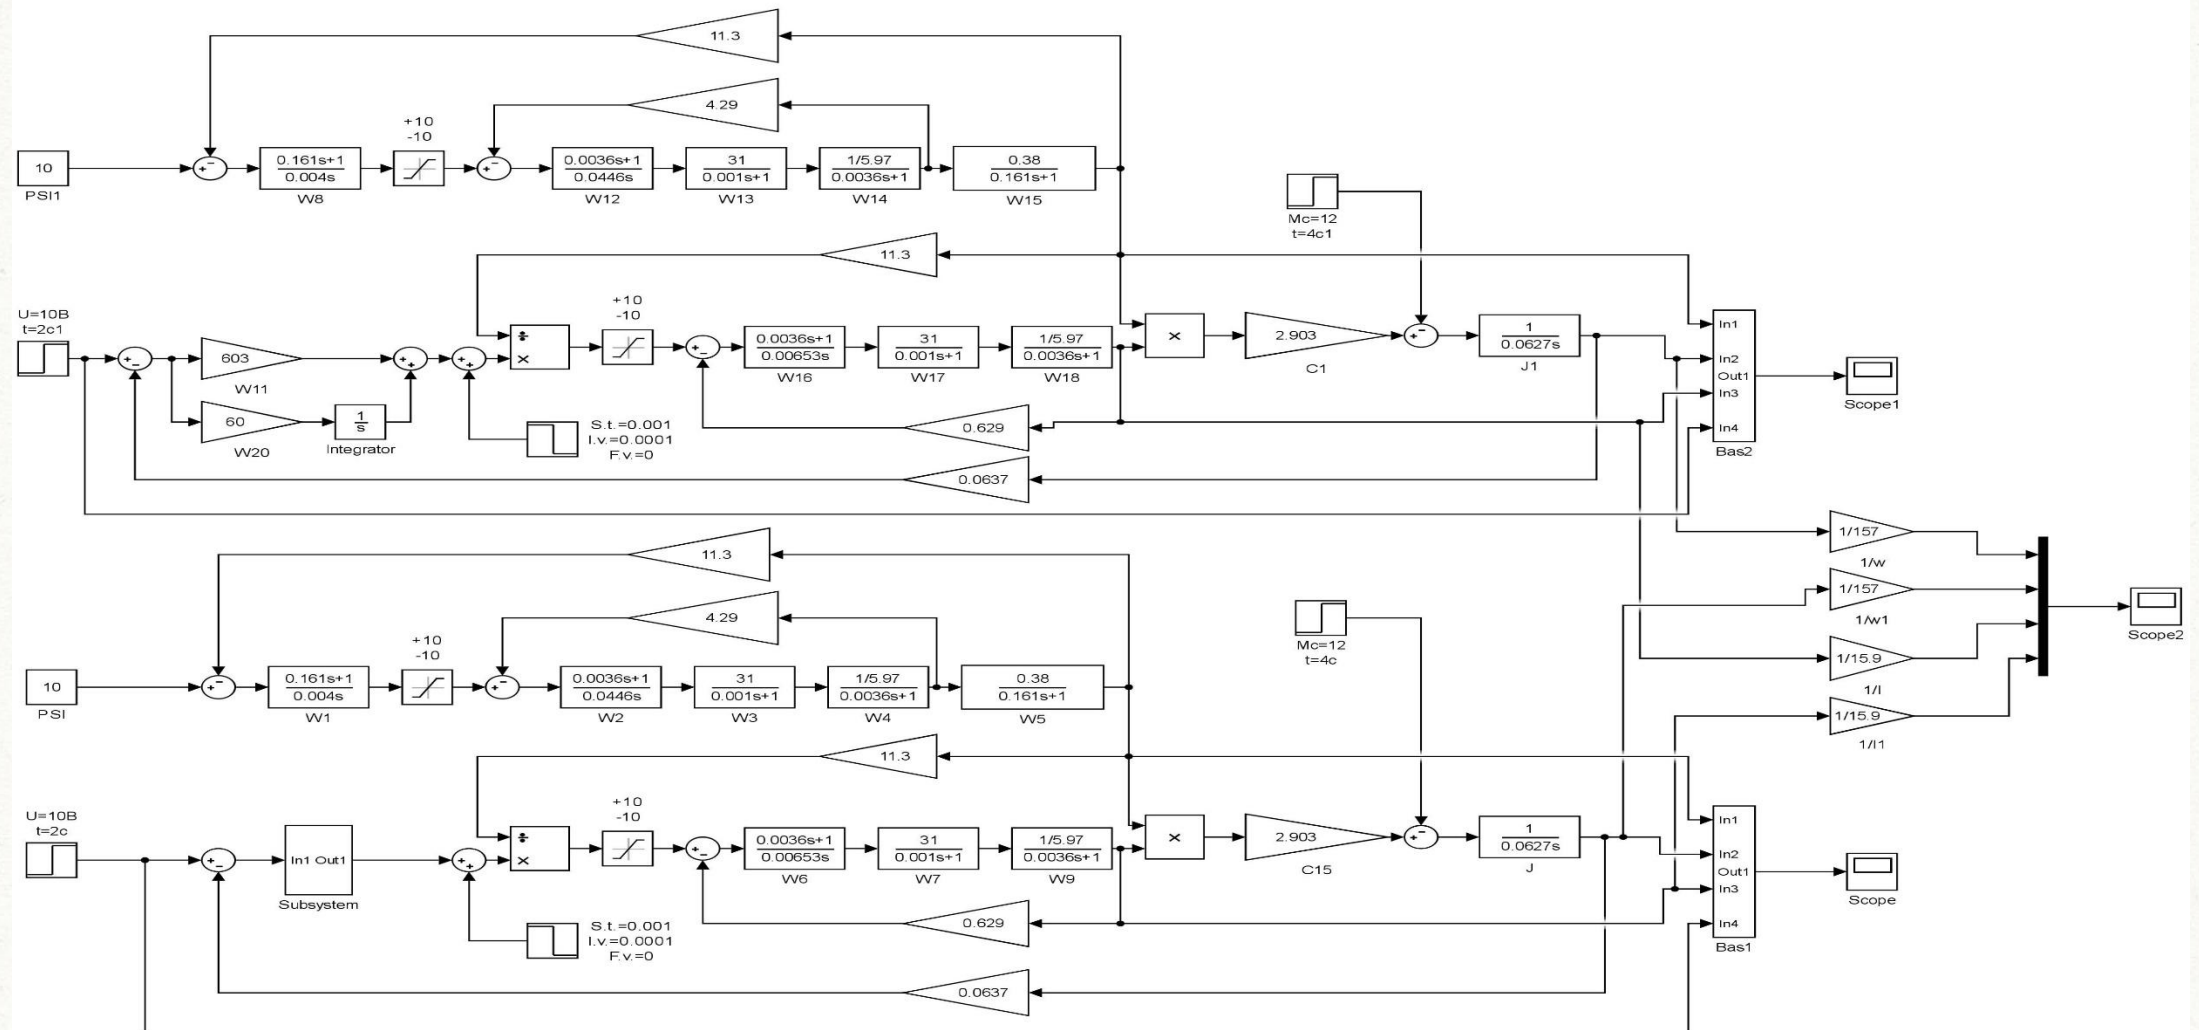 11.3
4.29
+10
-10
10
PSI1
0.161s+1
0.004s
W8
0.0036s+1
0.0446s
W12
31
0.001s+1
W13
1/5.97
0.0036s+1
W14
0.38
0.161s+1
W15
Mc=12
t=4c1
11.3
+10
-10
U=10B
t=2c1
603
W11
60
W20
1
s
Integrator
÷
×
S.t.=0.001
I.v.=0.0001
F.v.=0
0.0036s+1
0.00653s
W16
31
0.001s+1
W17
1/5.97
0.0036s+1
W18
×
2.903
C1
1
0.0627s
J1
0.629
0.0637
In1
In2
Out1
In3
In4
Bas2
Scope1
1/157
1/w
1/157
1/w1
1/15.9
1/I
1/15.9
1/I1
Scope2
11.3
4.29
+10
-10
10
PSI
0.161s+1
0.004s
W1
0.0036s+1
0.0446s
W2
31
0.001s+1
W3
1/5.97
0.0036s+1
W4
0.38
0.161s+1
W5
Mc=12
t=4c
11.3
+10
-10
U=10B
t=2c
In1 Out1
Subsystem
÷
×
S.t.=0.001
I.v.=0.0001
F.v.=0
0.0036s+1
0.00653s
W6
31
0.001s+1
W7
1/5.97
0.0036s+1
W9
×
2.903
C15
1
0.0627s
J
0.629
0.0637
In1
In2
Out1
In3
In4
Bas1
Scope